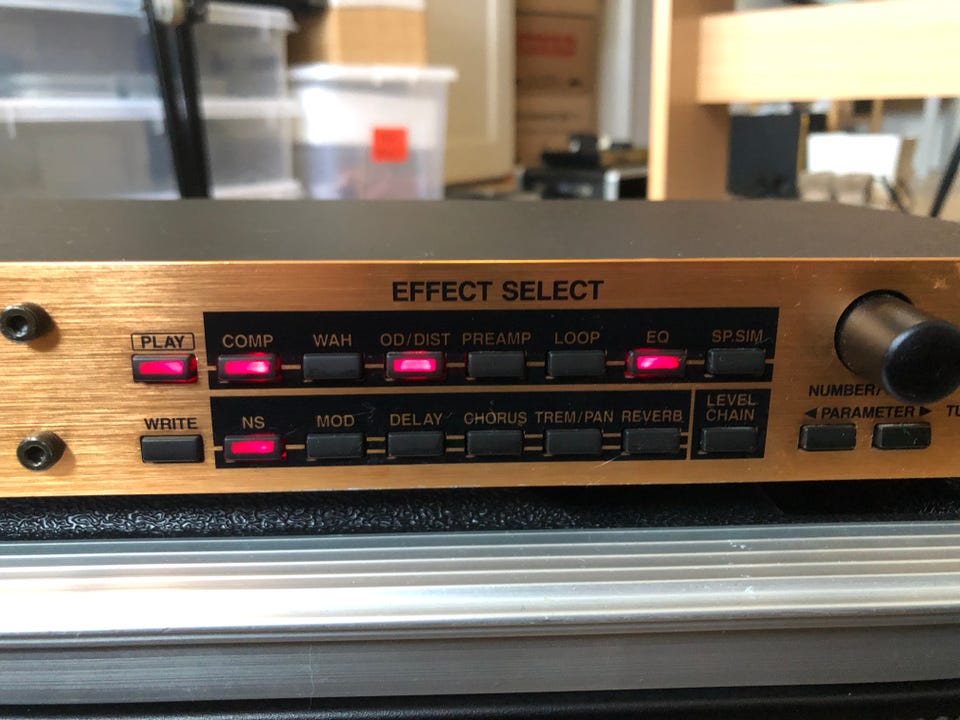 EFFECT SELECT
PLAY COMP WAH OD/DIST PREAMP LOOP EQ SP.SIM
NUMBER/
WRITE NS MOD DELAY CHORUS TREM/PAN REVERB LEVEL
CHAIN
◀ PARAMETER ▶